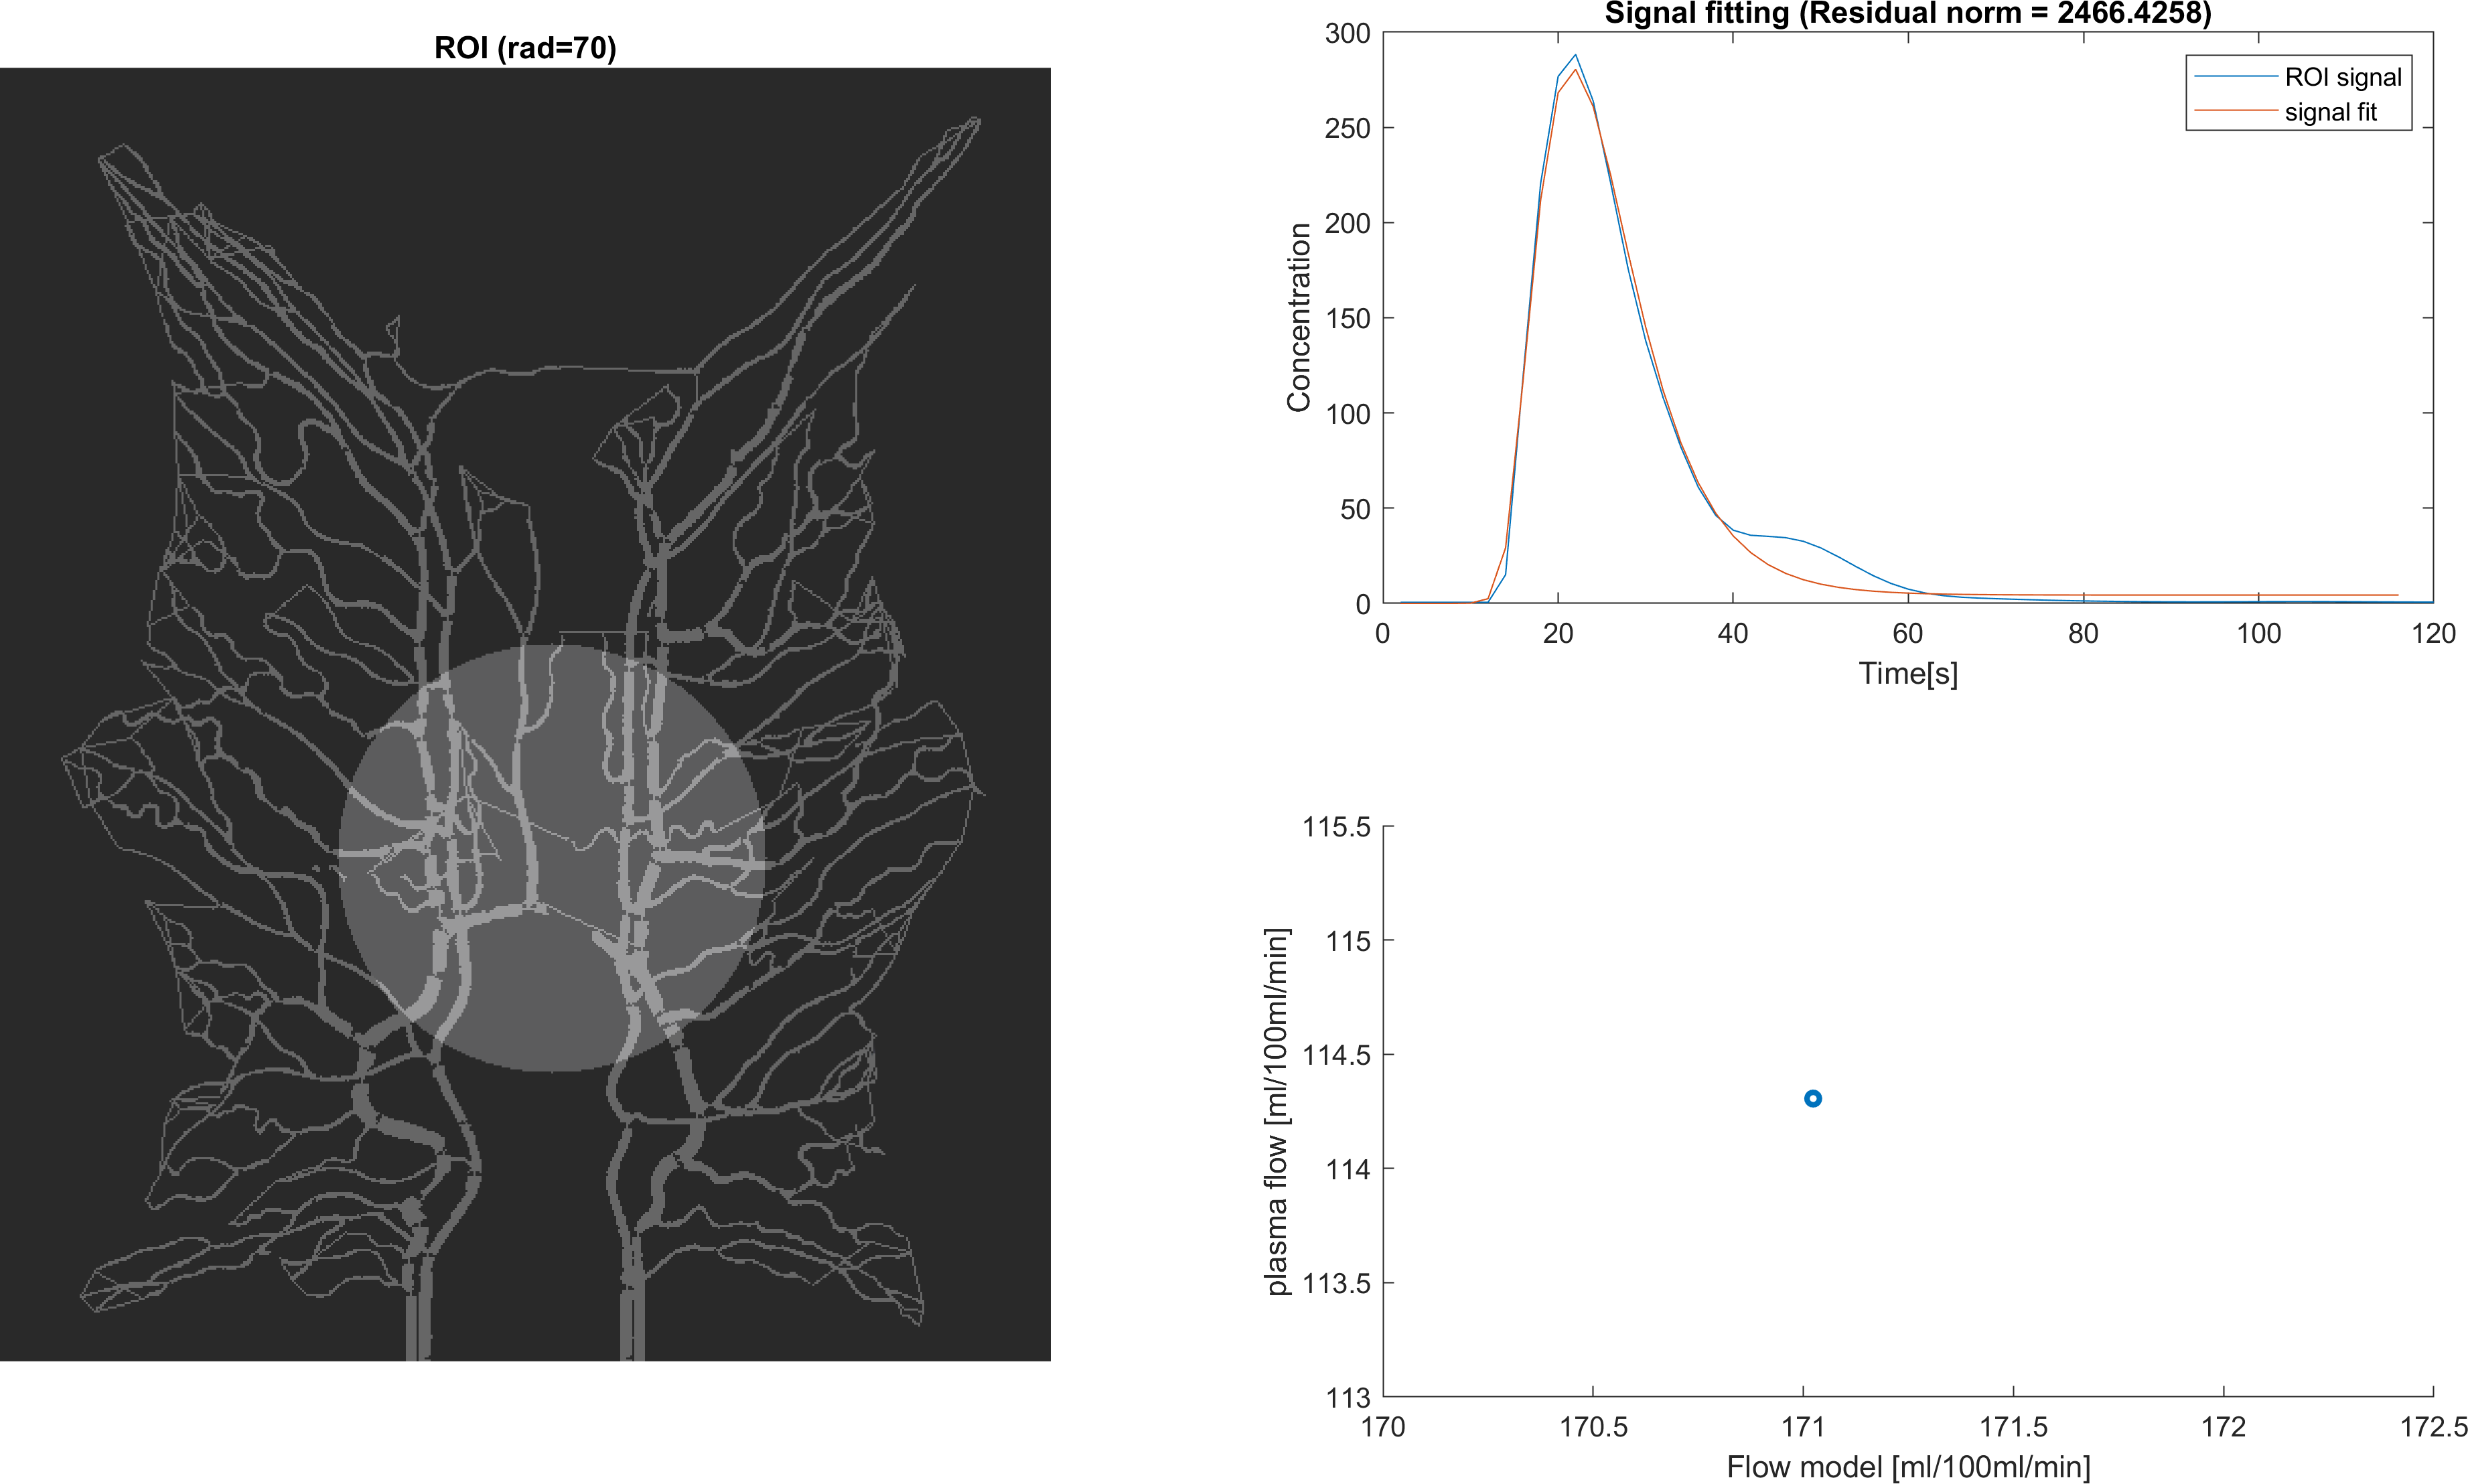 ROI (rad=70)
Signal fitting (Residual norm = 2466.4258)
300
250
200
150
100
50
0
Concentration
ROI signal
signal fit
0 20 40 60 80 100 120
Time[s]
115.5
115
114.5
114
113.5
113
plasma flow [ml/100ml/min]
170 170.5 171 171.5 172 172.5
Flow model [ml/100ml/min]